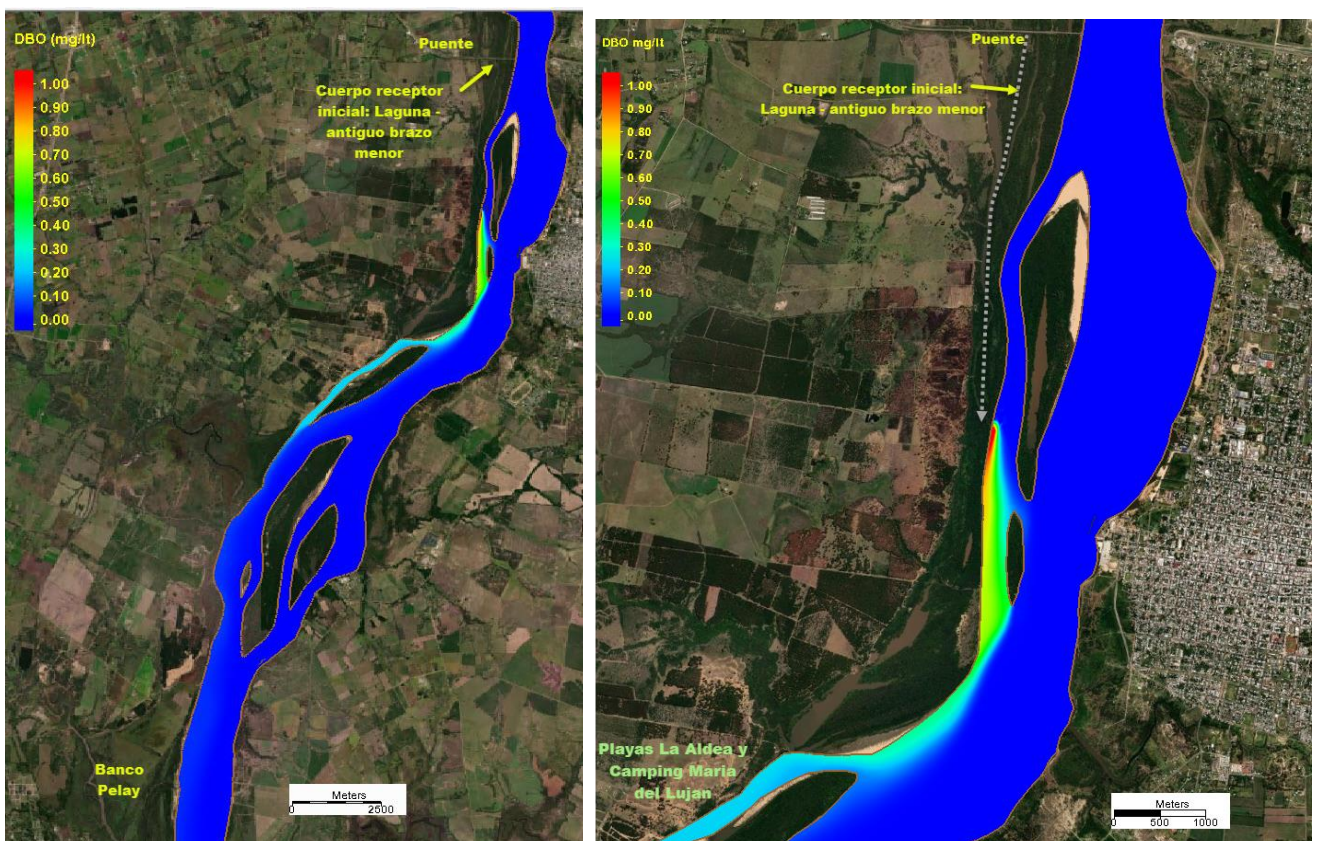 DBO (mg/lt)
1.00
0.90
0.80
0.70
0.60
0.50
0.40
0.30
0.20
0.10
0.00
Puente
Cuerpo receptor
inicial: Laguna -
antiguo brazo
menor
Banco
Pelay
Meters
0 2500
DBO mg/lt
1.00
0.90
0.80
0.70
0.60
0.50
0.40
0.30
0.20
0.10
0.00
Puente
Cuerpo receptor inicial:
Laguna - antiguo brazo menor
Playas La Aldea y
Camping Maria
del Lujan
Meters
0 500 1000